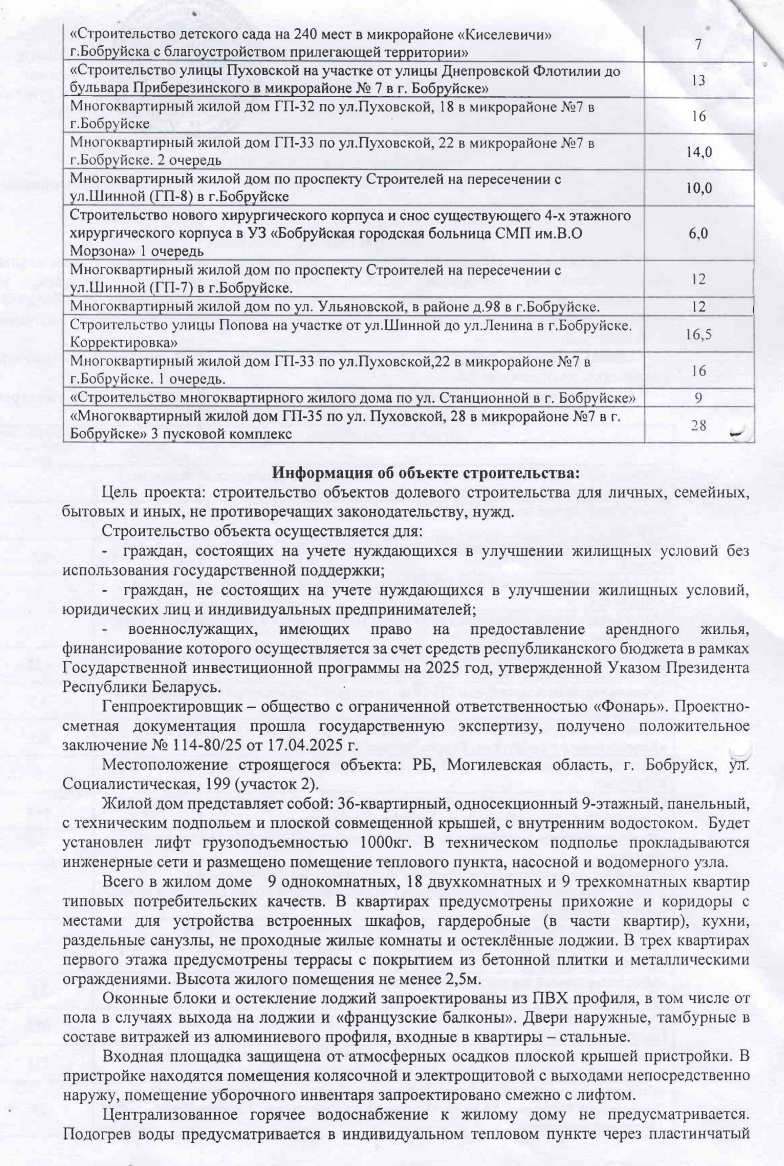 «Строительство детского сада на 240 мест в микрорайоне «Киселевичи»
г.Бобруйска с благоустройством прилегающей территории»
7
«Строительство улицы Пуховской на участке от улицы Днепровской Флотилии до
бульвара Приберезинского в микрорайоне № 7 в г. Бобруйске»
13
Многоквартирный жилой дом ГП-32 по ул.Пуховской, 18 в микрорайоне №7 в
г.Бобруйске
16
Многоквартирный жилой дом ГП-33 по ул.Пуховской, 22 в микрорайоне №7 в
г.Бобруйске. 2 очередь
14,0
Многоквартирный жилой дом по проспекту Строителей на пересечении с
ул.Шинной (ГП-8) в г.Бобруйске
10,0
Строительство нового хирургического корпуса и снос существующего 4-х этажного
хирургического корпуса в УЗ «Бобруйская городская больница СМП им.В.О
Морзона» 1 очередь
6,0
Многоквартирный жилой дом по проспекту Строителей на пересечении с
ул.Шинной (ГП-7) в г.Бобруйске.
12
Многоквартирный жилой дом по ул. Ульяновской, в районе д.98 в г.Бобруйске.
12
Строительство улицы Попова на участке от ул.Шинной до ул.Ленина в г.Бобруйске.
Корректировка»
16,5
Многоквартирный жилой дом ГП-33 по ул.Пуховской,22 в микрорайоне №7 в
г.Бобруйске. 1 очередь.
16
«Строительство многоквартирного жилого дома по ул. Станционной в г. Бобруйске»
9
«Многоквартирный жилой дом ГП-35 по ул. Пуховской, 28 в микрорайоне №7 в г.
Бобруйске» 3 пусковой комплекс
28
Информация об объекте строительства:
Цель проекта: строительство объектов долевого строительства для личных, семейных,
бытовых и иных, не противоречащих законодательству, нужд.
Строительство объекта осуществляется для:
- граждан, состоящих на учете нуждающихся в улучшении жилищных условий без
использования государственной поддержки;
- граждан, не состоящих на учете нуждающихся в улучшении жилищных условий,
юридических лиц и индивидуальных предпринимателей;
- военнослужащих, имеющих право на предоставление арендного жилья,
финансирование которого осуществляется за счет средств республиканского бюджета в рамках
Государственной инвестиционной программы на 2025 год, утвержденной Указом Президента
Республики Беларусь.
Генпроектировщик – общество с ограниченной ответственностью «Фонарь». Проектно-
сметная документация прошла государственную экспертизу, получено положительное
заключение № 114-80/25 от 17.04.2025 г.
Местоположение строящегося объекта: РБ, Могилевская область, г. Бобруйск, ул.
Социалистическая, 199 (участок 2).
Жилой дом представляет собой: 36-квартирный, односекционный 9-этажный, панельный,
с техническим подпольем и плоской совмещенной крышей, с внутренним водостоком. Будет
установлен лифт грузоподъемностью 1000кг. В техническом подполье прокладываются
инженерные сети и размещено помещение теплового пункта, насосной и водомерного узла.
Всего в жилом доме 9 однокомнатных, 18 двухкомнатных и 9 трехкомнатных квартир
типовых потребительских качеств. В квартирах предусмотрены прихожие и коридоры с
местами для устройства встроенных шкафов, гардеробные (в части квартир), кухни,
раздельные санузлы, не проходные жилые комнаты и остеклённые лоджии. В трех квартирах
первого этажа предусмотрены террасы с покрытием из бетонной плитки и металлическими
ограждениями. Высота жилого помещения не менее 2,5м.
Оконные блоки и остекление лоджий запроектированы из ПВХ профиля, в том числе от
пола в случаях выхода на лоджии и «французские балконы». Двери наружные, тамбурные в
составе витражей из алюминиевого профиля, входные в квартиры – стальные.
Входная площадка защищена от атмосферных осадков плоской крышей пристройки. В
пристройке находятся помещения колясочной и электрощитовой с выходами непосредственно
наружу, помещение уборочного инвентаря запроектировано смежно с лифтом.
Централизованное горячее водоснабжение к жилому дому не предусматривается.
Подогрев воды предусматривается в индивидуальном тепловом пункте через пластинчатый